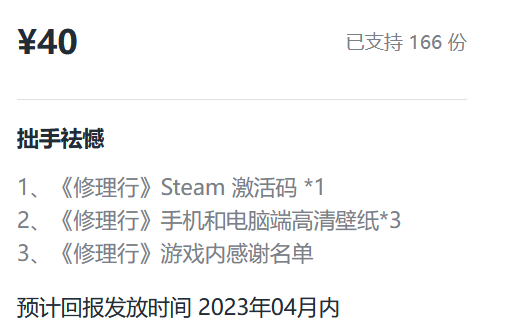 ¥40
已支持 166 份
拙手祛憾
1、《修理行》Steam 激活码 *1
2、《修理行》手机和电脑端高清壁纸*3
3、《修理行》游戏内感谢名单
预计回报发放时间 2023年04月内